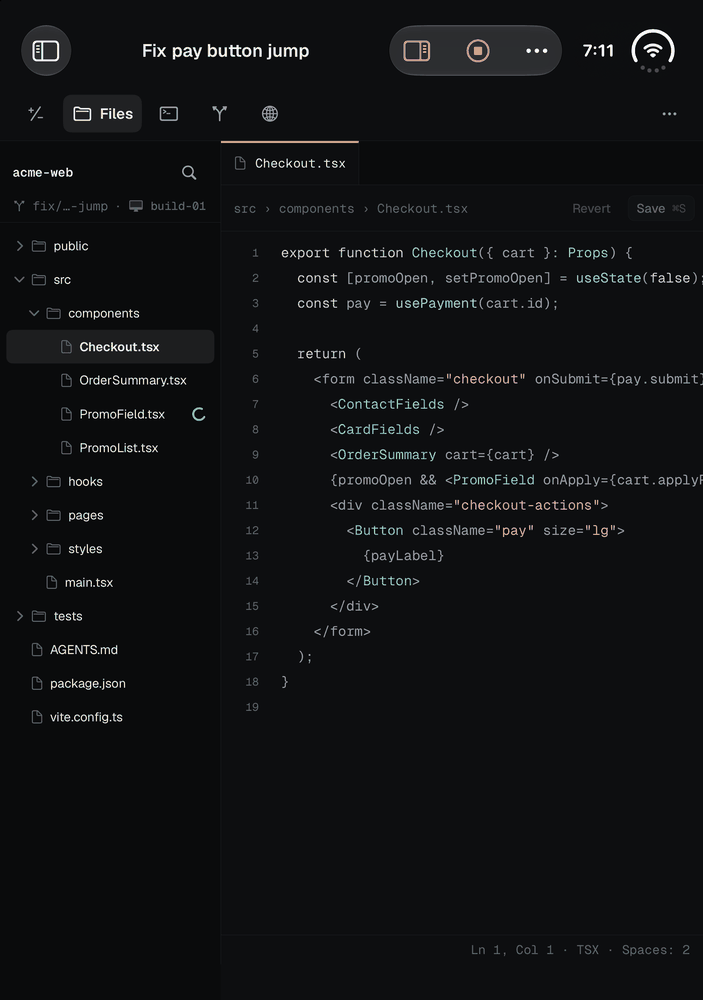 Fix pay button jump
7:11
Files
acme-web
fix/…-jump · build-01
public
src
components
Checkout.tsx
OrderSummary.tsx
PromoField.tsx
PromoList.tsx
hooks
pages
styles
main.tsx
tests
AGENTS.md
package.json
vite.config.ts
Checkout.tsx
src › components › Checkout.tsx
Revert
Save ⌘S
1 export function Checkout({ cart }: Props) {
2 const [promoOpen, setPromoOpen] = useState(false);
3 const pay = usePayment(cart.id);
4
5 return (
6 <form className="checkout" onSubmit={pay.submit}
7 <ContactFields />
8 <CardFields />
9 <OrderSummary cart={cart} />
10 {promoOpen && <PromoField onApply={cart.applyP
11 <div className="checkout-actions">
12 <Button className="pay" size="lg">
13 {payLabel}
14 </Button>
15 </div>
16 </form>
17 );
18 }
19
Ln 1, Col 1 · TSX · Spaces: 2